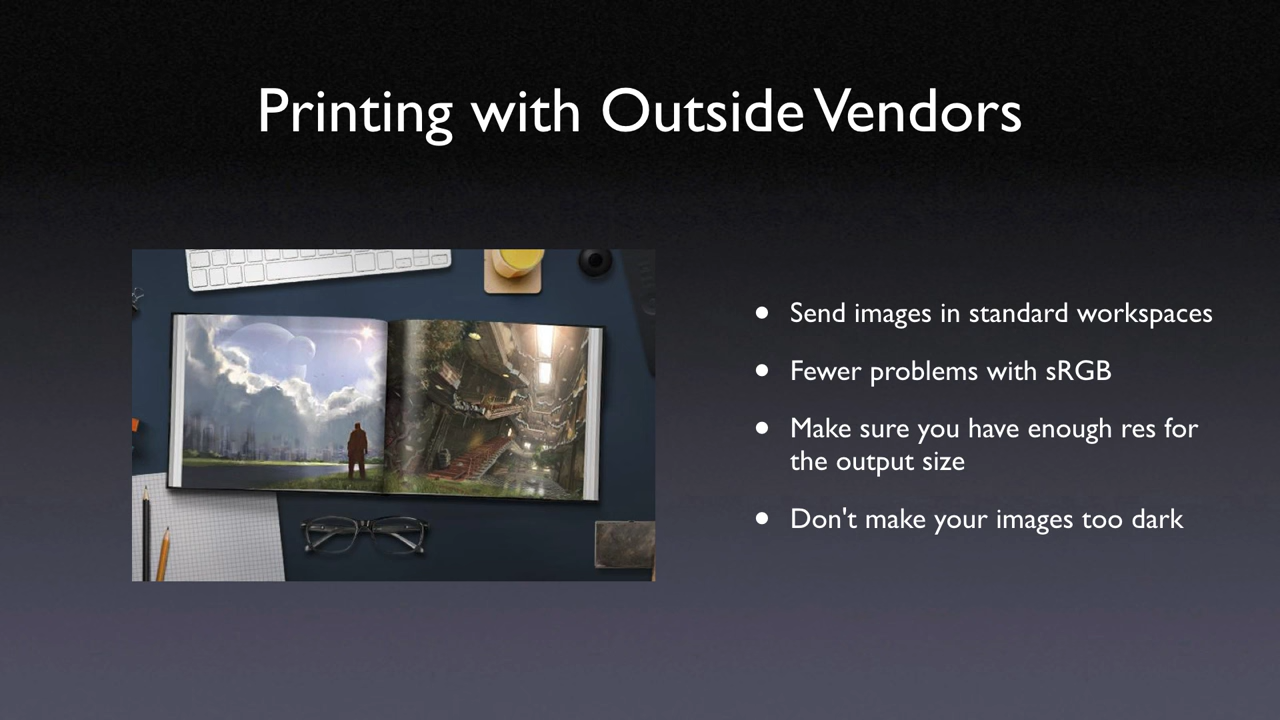 Printing with Outside Vendors
• Send images in standard workspaces
• Fewer problems with sRGB
• Make sure you have enough res for
the output size
• Don't make your images too dark